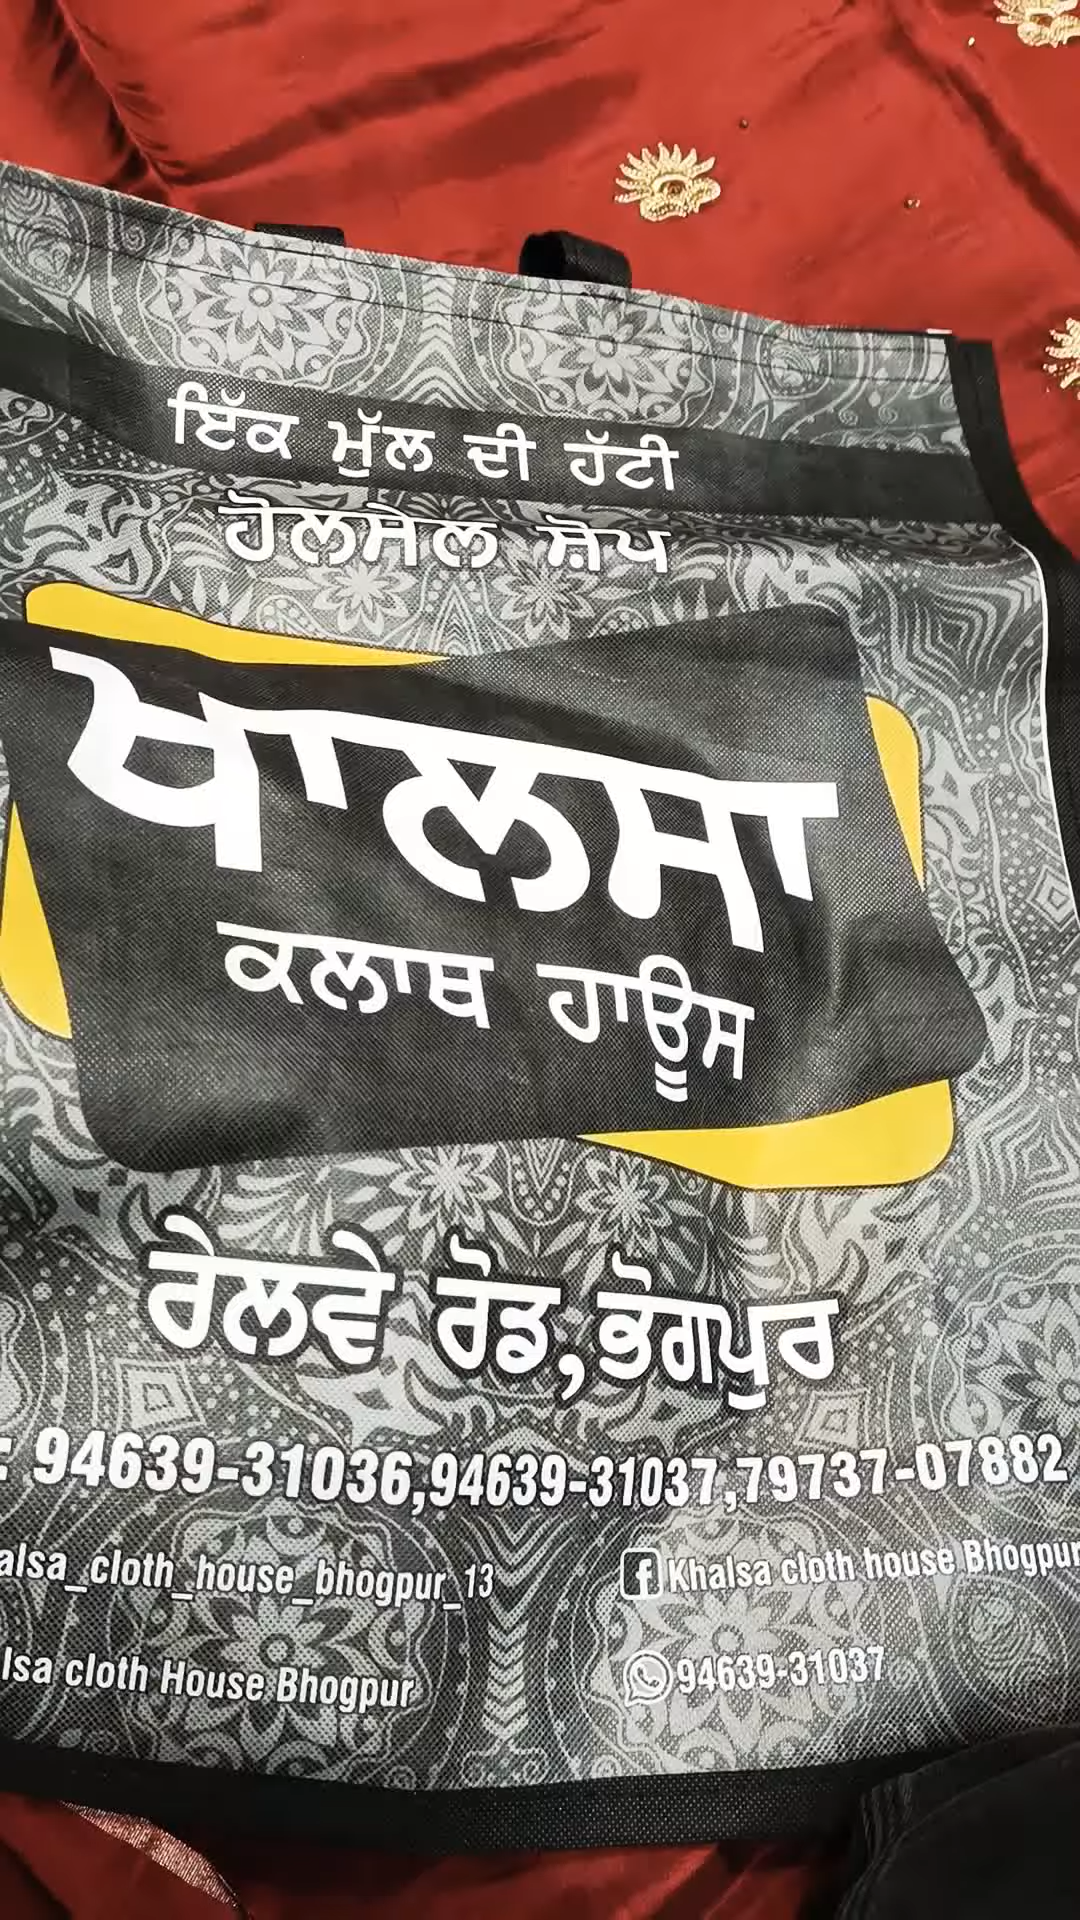 ਇੱਕ ਮੁੱਲ ਦੀ ਹੱਟੀ
ਹੋਲਸੇਲ ਸ਼ੋਪ
ਖਾਲਸਾ
ਕਲਾਥ ਹਾਊਸ
ਰੇਲਵੇ ਰੋਡ,ਭੋਗਪੁਰ
: 94639-31036,94639-31037,79737-07882
alsa_cloth_house_bhogpur_13
Khalsa cloth house Bhogpur
lsa cloth House Bhogpur
94639-31037